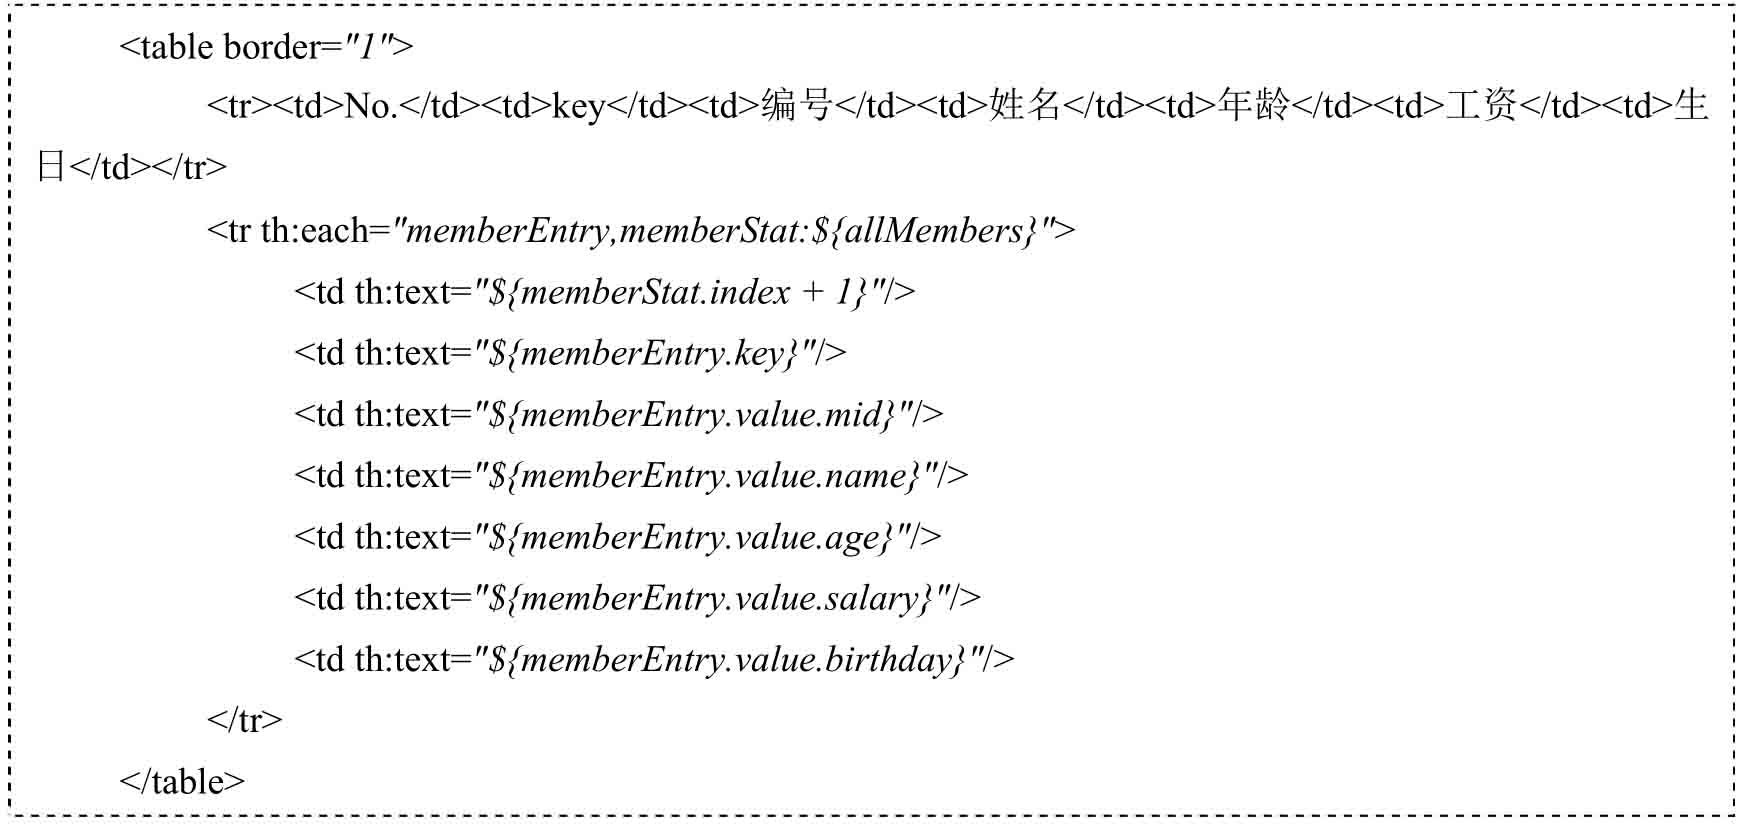 <table border="1">
<tr><td>No.</td><td>key</td><td>编号</td><td>姓名</td><td>年龄</td><td>工资</td><td>生
日</td></tr>
<tr th:each="memberEntry,memberStat:${allMembers}">
<td th:text="${memberStat.index + 1}"/>
<td th:text="${memberEntry.key}"/>
<td th:text="${memberEntry.value.mid}"/>
<td th:text="${memberEntry.value.name}"/>
<td th:text="${memberEntry.value.age}"/>
<td th:text="${memberEntry.value.salary}"/>
<td th:text="${memberEntry.value.birthday}"/>
</tr>
</table>